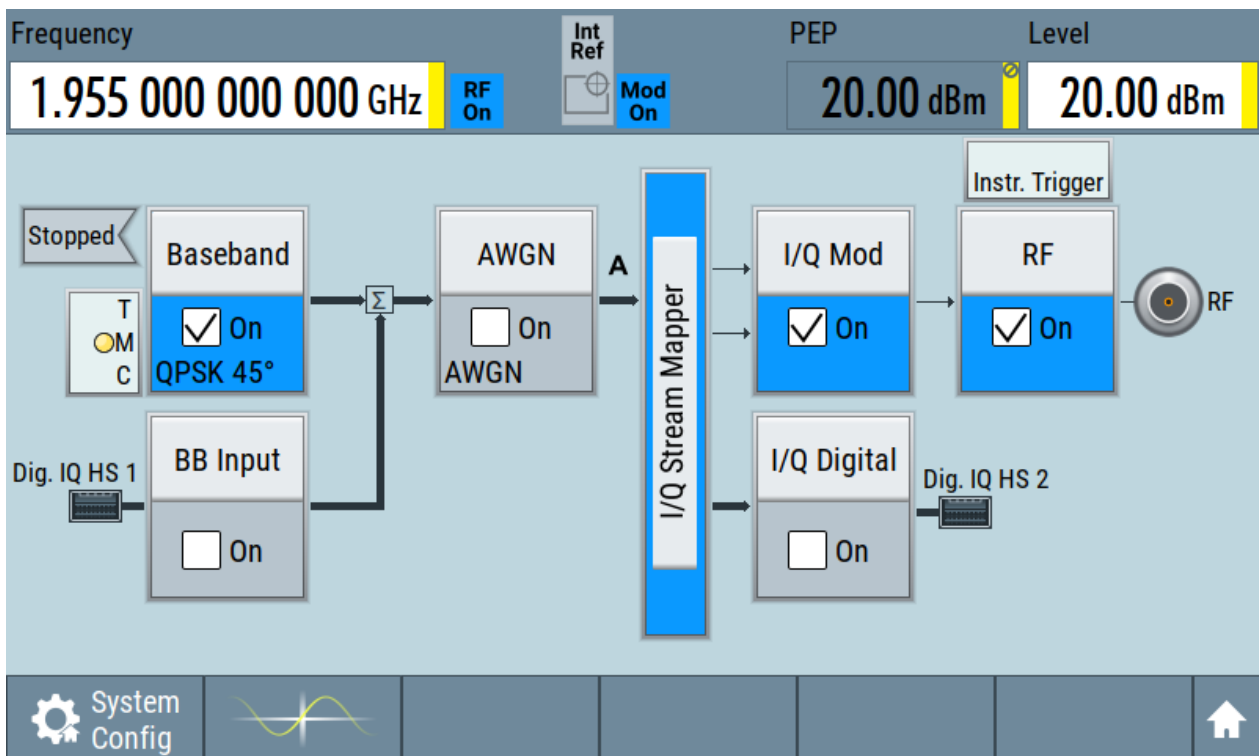 Frequency
Int
Ref
PEP
Level
1.955 000 000 000 GHz
RF
On
Mod
On
20.00 dBm
20.00 dBm
Instr. Trigger
Stopped
Baseband
On
QPSK 45°
T
M
C
Σ
AWGN
On
AWGN
A
I/Q Stream Mapper
I/Q Mod
On
RF
On
RF
Dig. IQ HS 1
BB Input
On
I/Q Digital
On
Dig. IQ HS 2
System
Config